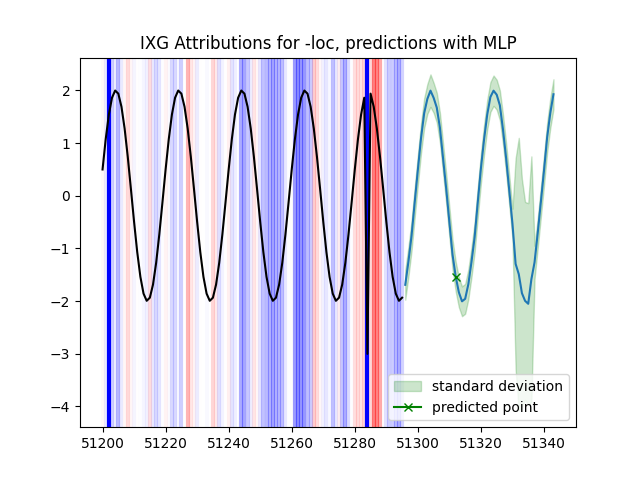 IXG Attributions for -loc, predictions with MLP
2
1
0
−1
−2
−3
−4
standard deviation
predicted point
51200 51220 51240 51260 51280 51300 51320 51340